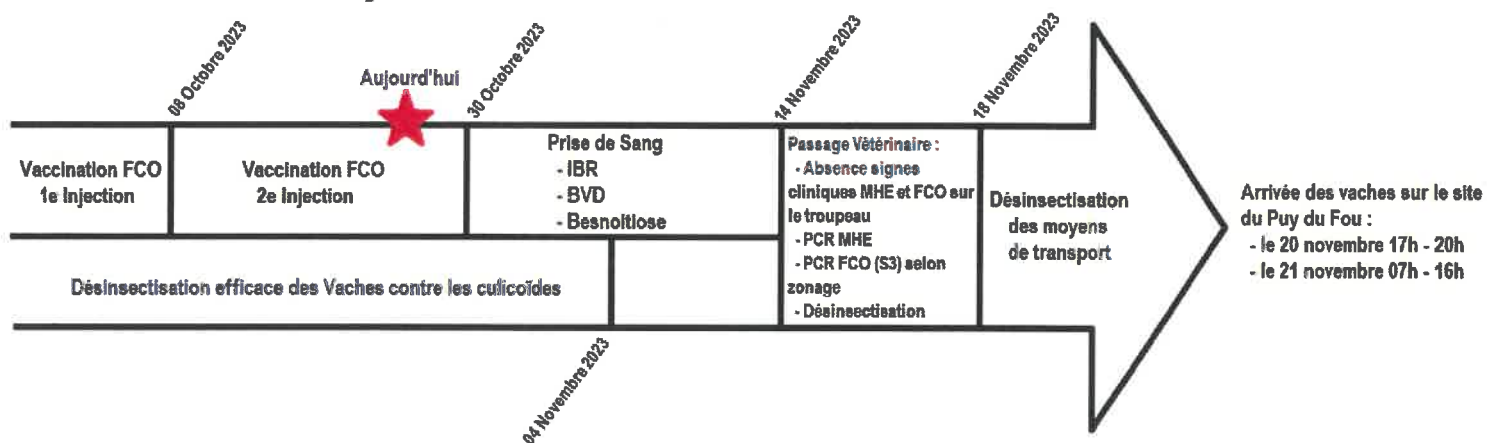 08 Octobre 2023
Aujourd'hui
30 Octobre 2023
14 Novembre 2023
18 Novembre 2023
Vaccination FCO
1e Injection
Vaccination FCO
2e Injection
Prise de Sang
- IBR
- BVD
- Besnoitiose
Passage Vétérinaire :
- Absence signes
cliniques MHE et FCO sur
le troupeau
- PCR MHE
- PCR FCO (S3) selon
zonage
- Désinsectisation
Désinsectisation
des moyens
de transport
Arrivée des vaches sur le site
du Puy du Fou :
- le 20 novembre 17h - 20h
- le 21 novembre 07h - 16h
Désinsectisation efficace des Vaches contre les culicoïdes
04 Novembre 2023